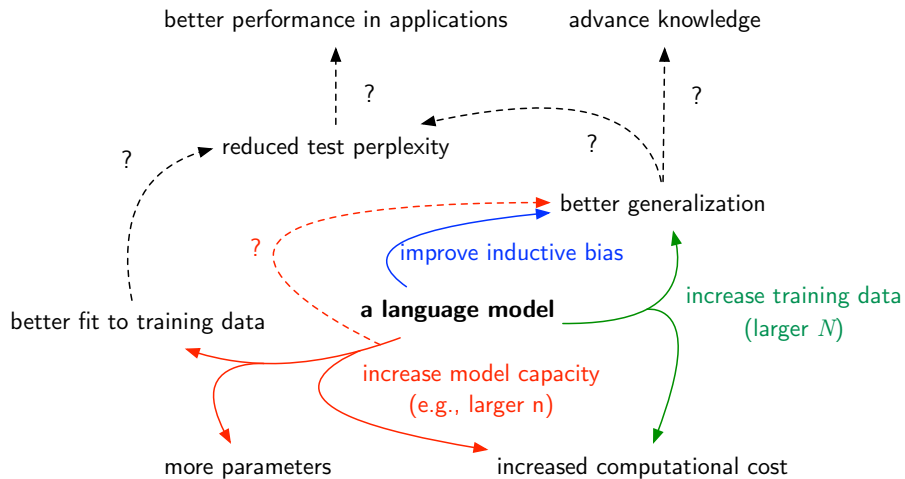 better performance in applications
advance knowledge
?
?
?
?
reduced test perplexity
better generalization
?
improve inductive bias
a language model
increase training data
(larger N)
better fit to training data
increase model capacity
(e.g., larger n)
more parameters
increased computational cost